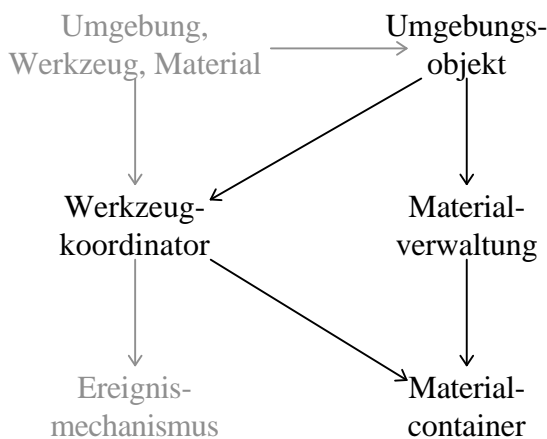 Umgebung,
Werkzeug, Material
Umgebungs-
objekt
Werkzeug-
koordinator
Material-
verwaltung
Ereignis-
mechanismus
Material-
container